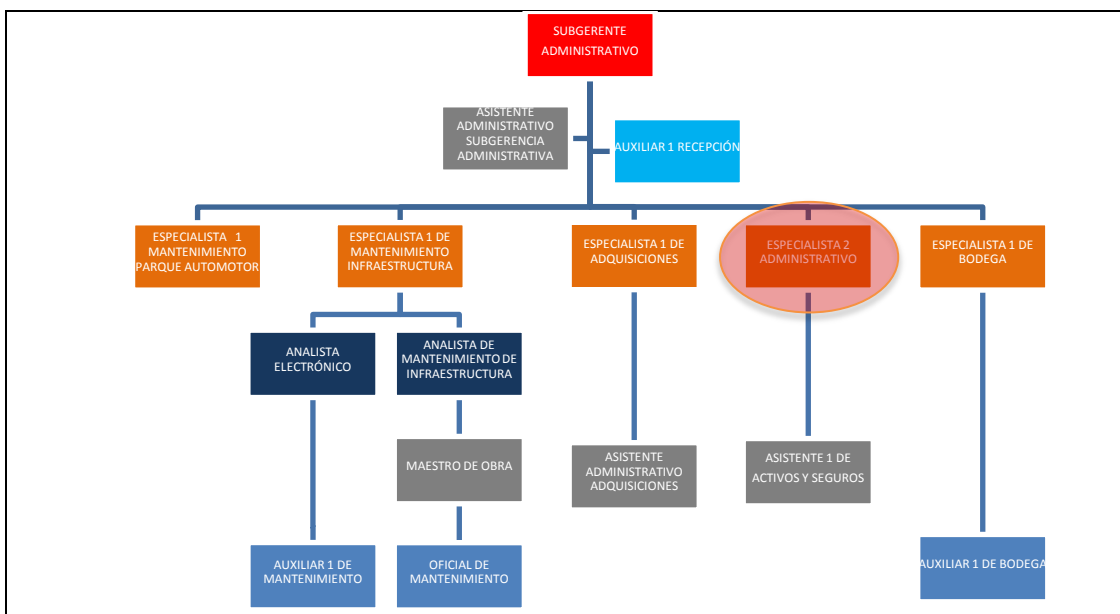 SUBGERENTE
ADMINISTRATIVO
ASISTENTE
ADMINISTRATIVO
SUBGERENCIA
ADMINISTRATIVA
AUXILIAR 1 RECEPCIÓN
ESPECIALISTA 1
MANTENIMIENTO
PARQUE AUTOMOTOR
ESPECIALISTA 1 DE
MANTENIMIENTO
INFRAESTRUCTURA
ESPECIALISTA 1 DE
ADQUISICIONES
ESPECIALISTA 2
ADMINISTRATIVO
ESPECIALISTA 1 DE
BODEGA
ANALISTA
ELECTRÓNICO
ANALISTA DE
MANTENIMIENTO DE
INFRAESTRUCTURA
MAESTRO DE OBRA
ASISTENTE
ADMINISTRATIVO
ADQUISICIONES
ASISTENTE 1 DE
ACTIVOS Y SEGUROS
AUXILIAR 1 DE
MANTENIMIENTO
OFICIAL DE
MANTENIMIENTO
AUXILIAR 1 DE BODEGA